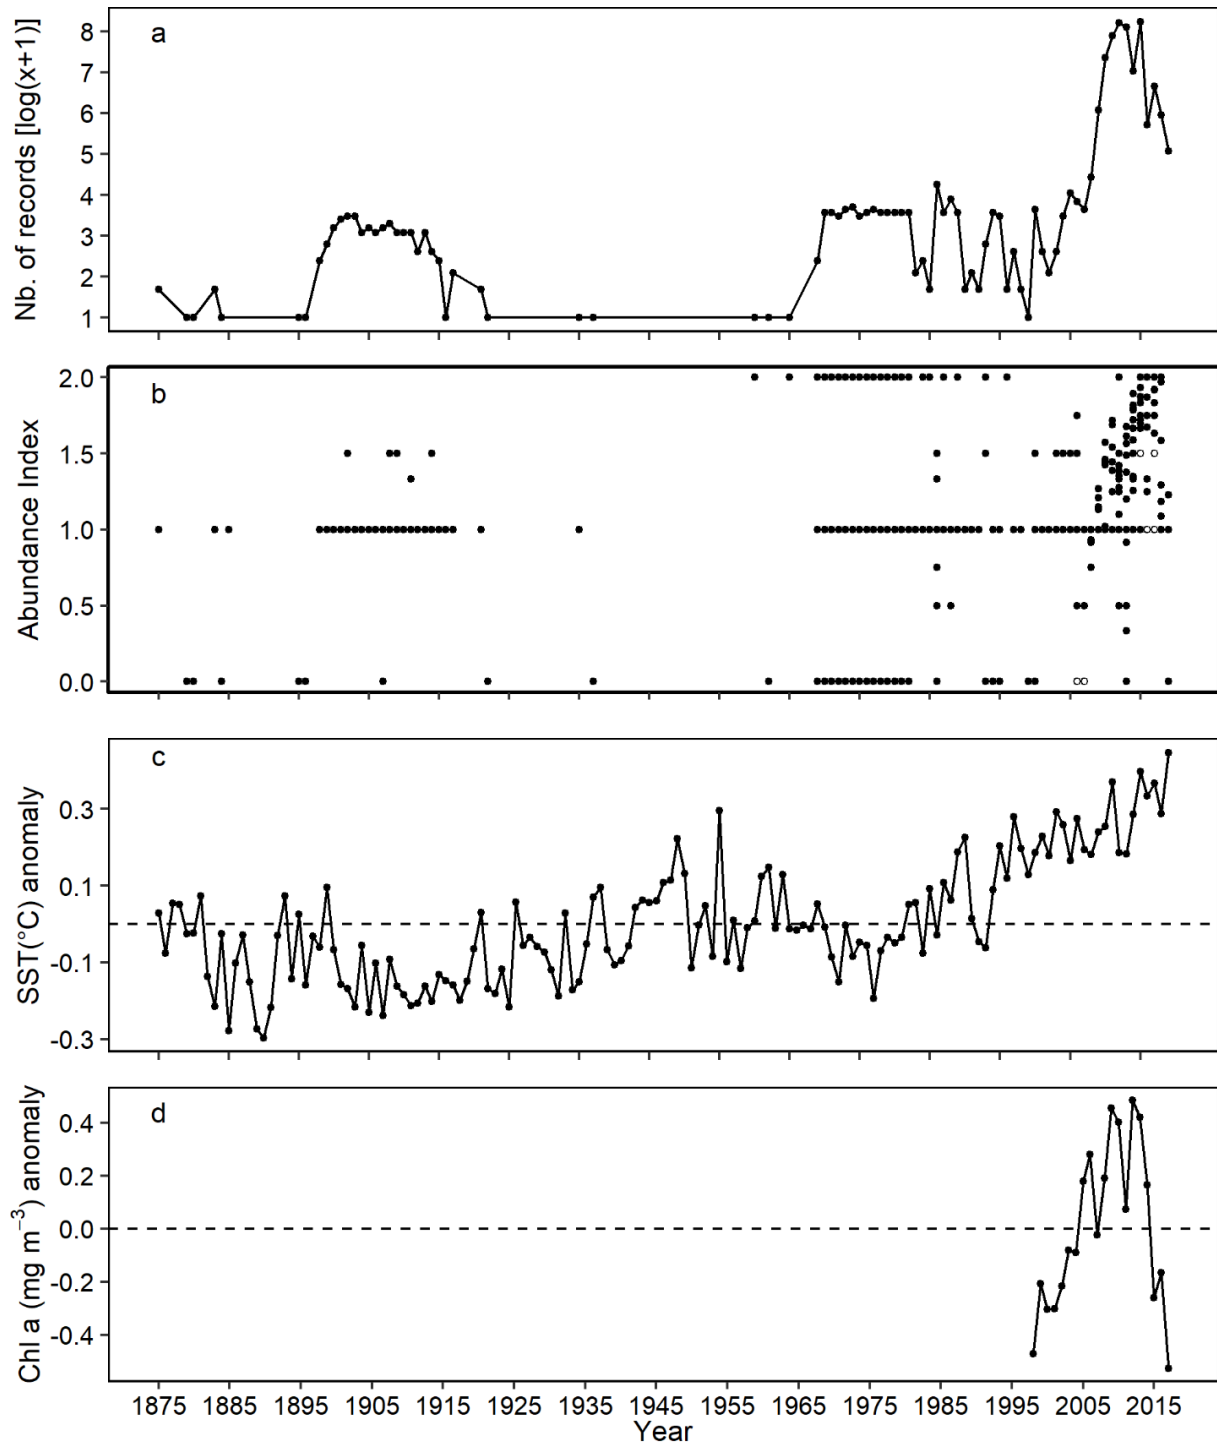 a
Nb. of records [log(x+1)]
8
7
6
5
4
3
2
1
b
Abundance Index
2.0
1.5
1.0
0.5
0.0
c
SST(°C) anomaly
0.3
0.1
-0.1
-0.3
d
Chl a (mg m⁻³) anomaly
0.4
0.2
0.0
-0.2
-0.4
1875 1885 1895 1905 1915 1925 1935 1945 1955 1965 1975 1985 1995 2005 2015
Year